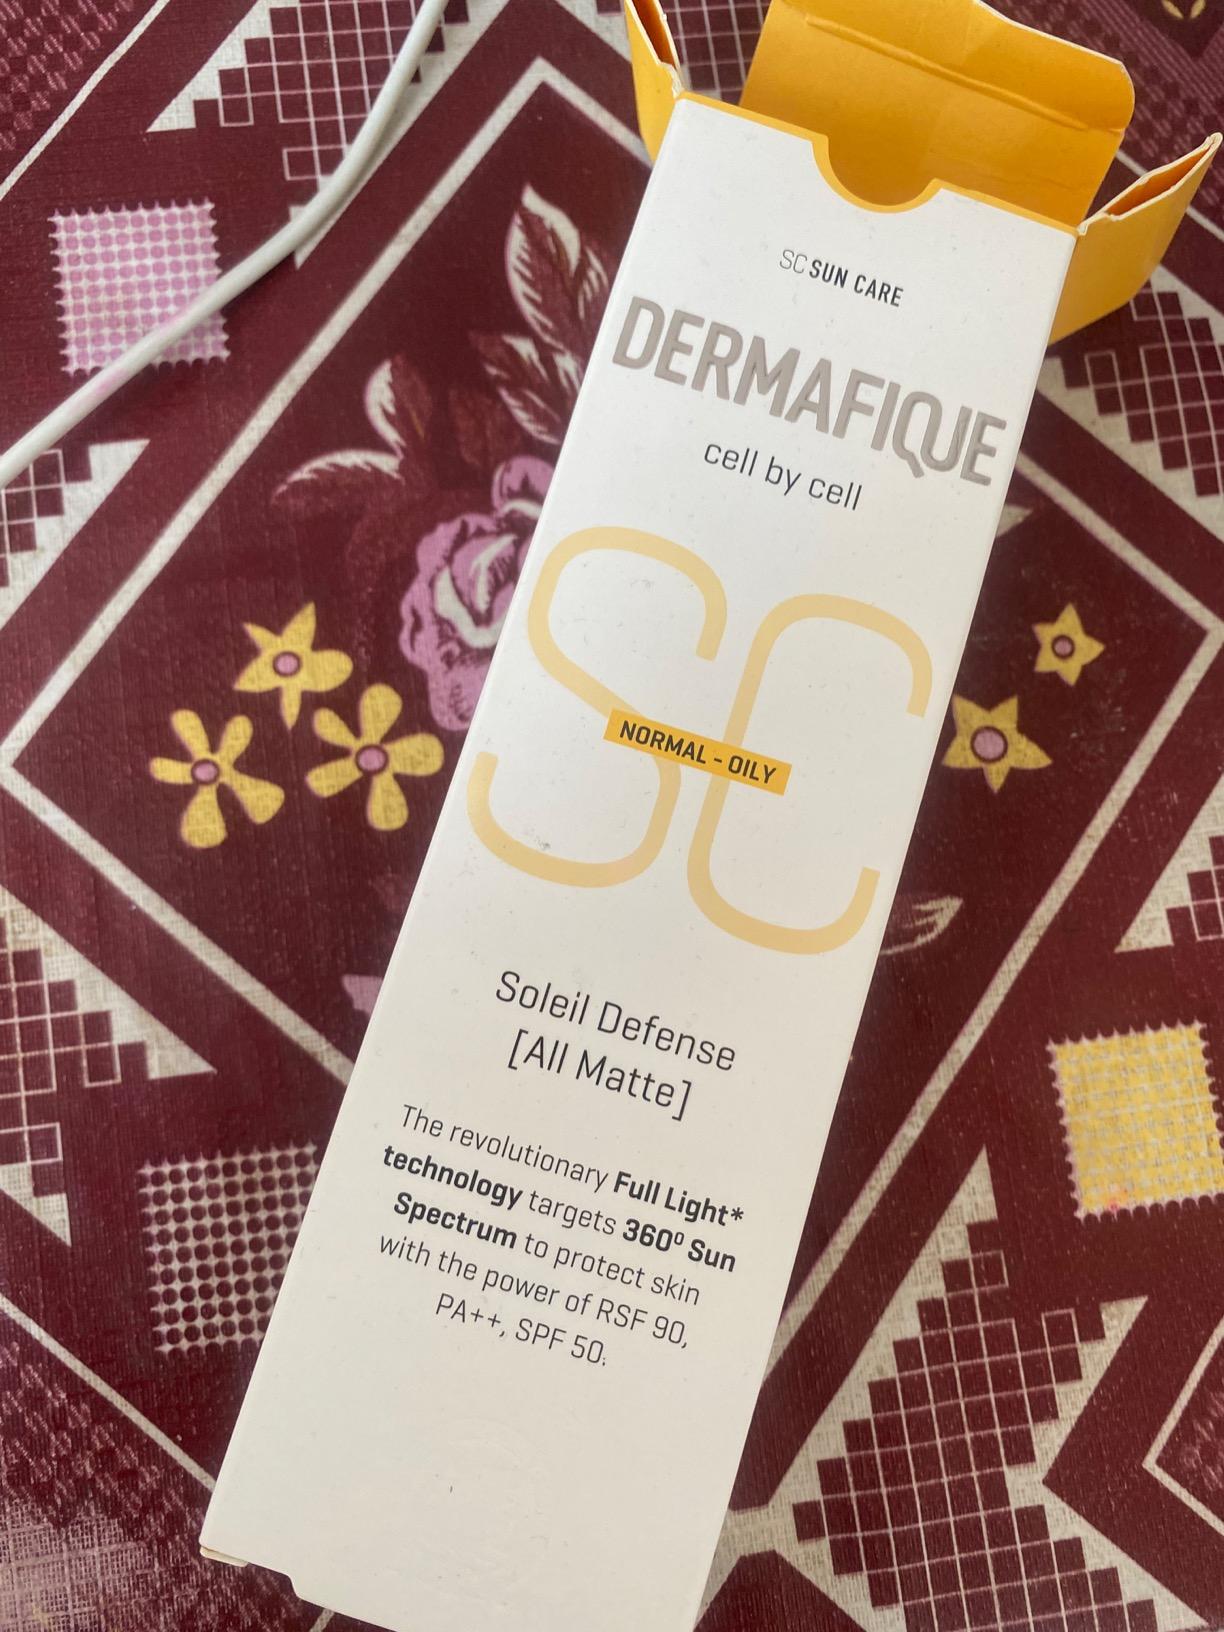 SC SUN CARE
DERMAFIQUE
cell by cell
SC
NORMAL - OILY
Soleil Defense
[All Matte]
The revolutionary Full Light*
technology targets 360⁰ Sun
Spectrum to protect skin
with the power of RSF 90,
PA++, SPF 50.